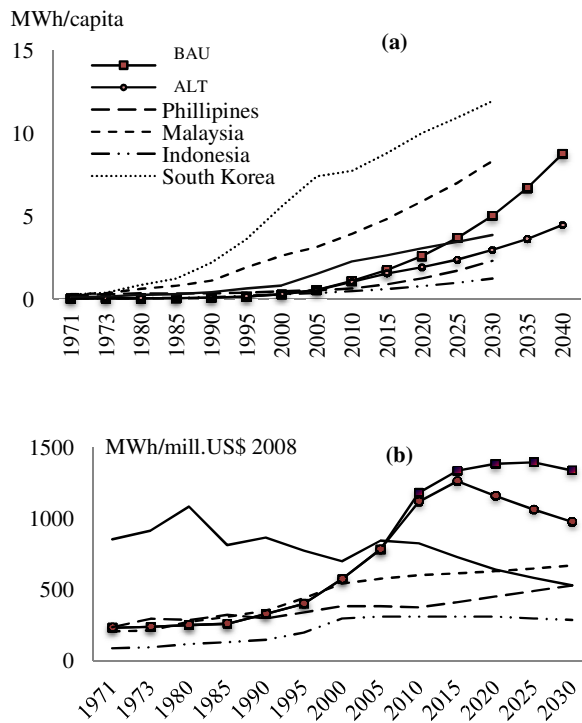 MWh/capita
(a)
15
10
5
0
BAU
ALT
Phillipines
Malaysia
Indonesia
South Korea
1971 1973 1980 1985 1990 1995 2000 2005 2010 2015 2020 2025 2030 2035 2040
MWh/mill.US$ 2008
(b)
1500
1000
500
0
1971 1973 1980 1985 1990 1995 2000 2005 2010 2015 2020 2025 2030